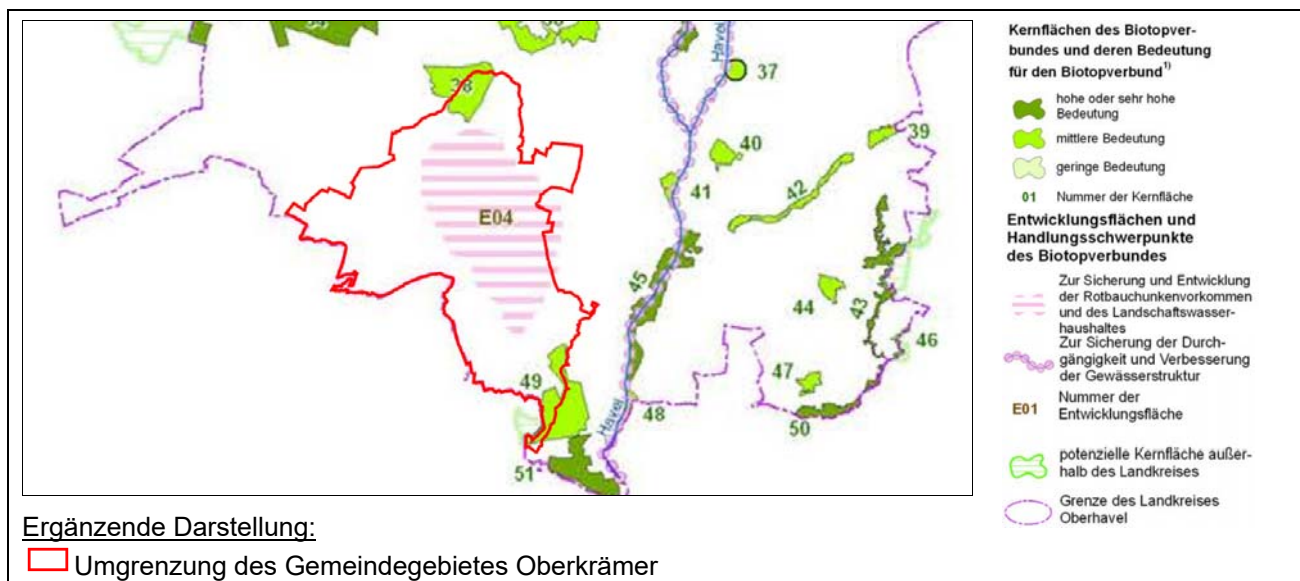 38
E04
49
51
Havel
Havel
37
39
40
41
42
45
44
43
46
47
48
50
Kernflächen des Biotopver-
bundes und deren Bedeutung
für den Biotopverbund¹⁾
hohe oder sehr hohe
Bedeutung
mittlere Bedeutung
geringe Bedeutung
01 Nummer der Kernfläche
Entwicklungsflächen und
Handlungsschwerpunkte
des Biotopverbundes
Zur Sicherung und Entwicklung
der Rotbauchunkenvorkommen
und des Landschaftswasser-
haushaltes
Zur Sicherung der Durch-
gängigkeit und Verbesserung
der Gewässerstruktur
E01 Nummer der
Entwicklungsfläche
potenzielle Kernfläche außer-
halb des Landkreises
Grenze des Landkreises
Oberhavel
Ergänzende Darstellung:
Umgrenzung des Gemeindegebietes Oberkrämer